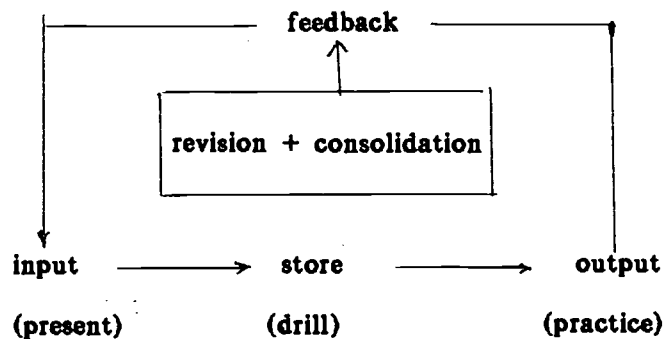 feedback
revision + consolidation
input store output
(present) (drill) (practice)